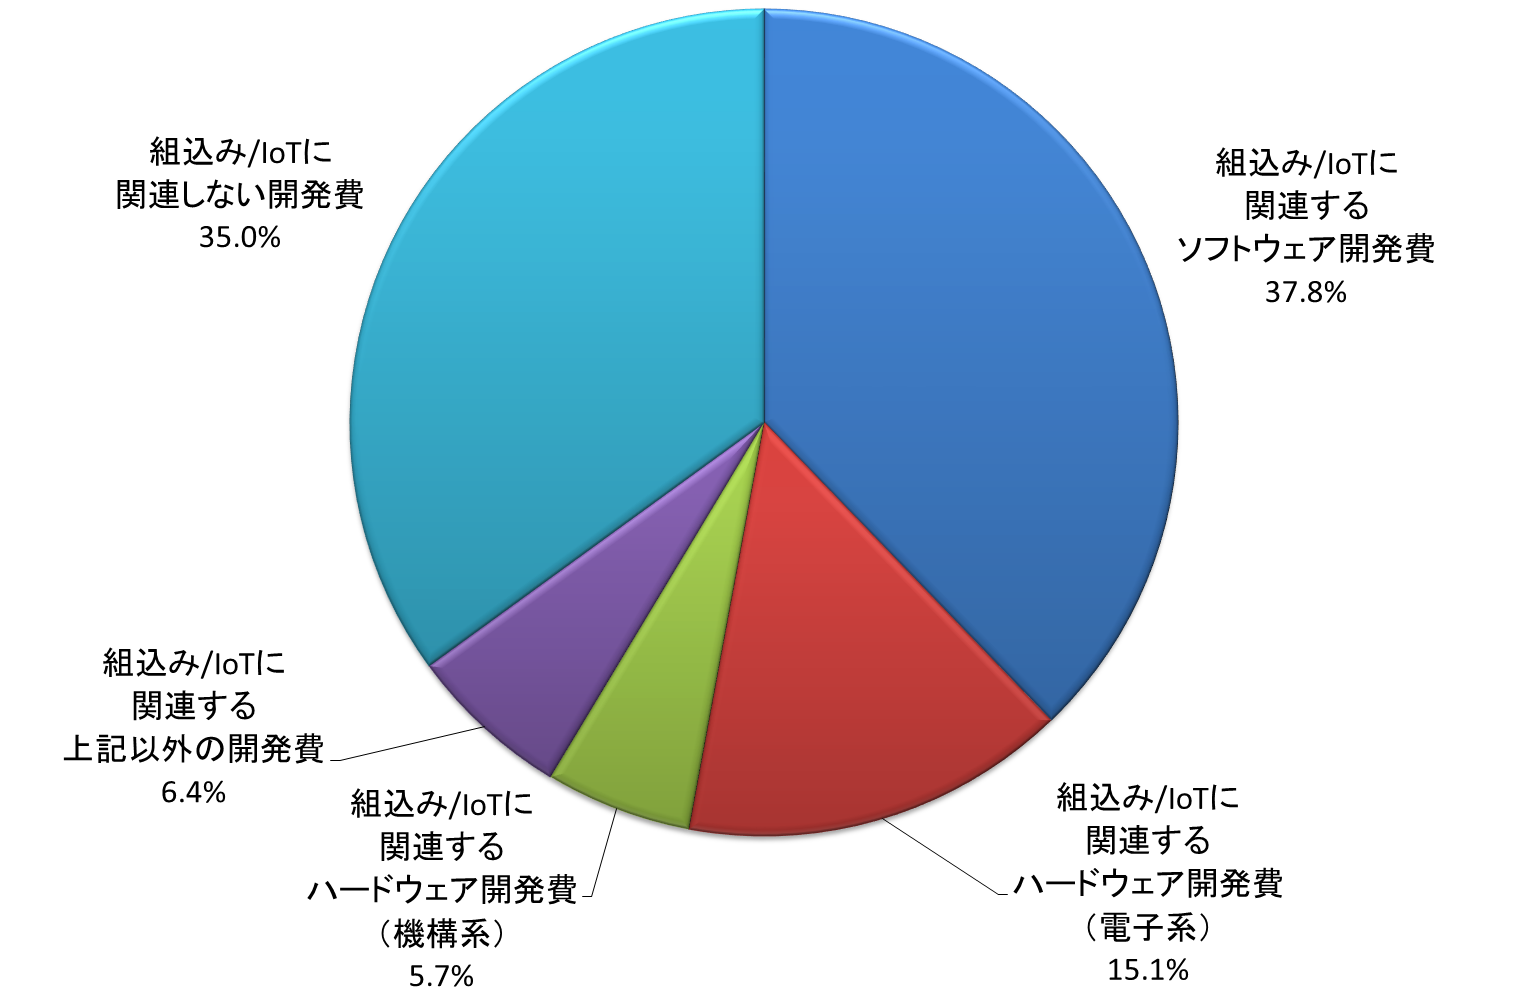 組込み/IoTに
関連しない開発費
35.0%
組込み/IoTに
関連する
ソフトウェア開発費
37.8%
組込み/IoTに
関連する
上記以外の開発費
6.4%
組込み/IoTに
関連する
ハードウェア開発費
（機構系）
5.7%
組込み/IoTに
関連する
ハードウェア開発費
（電子系）
15.1%